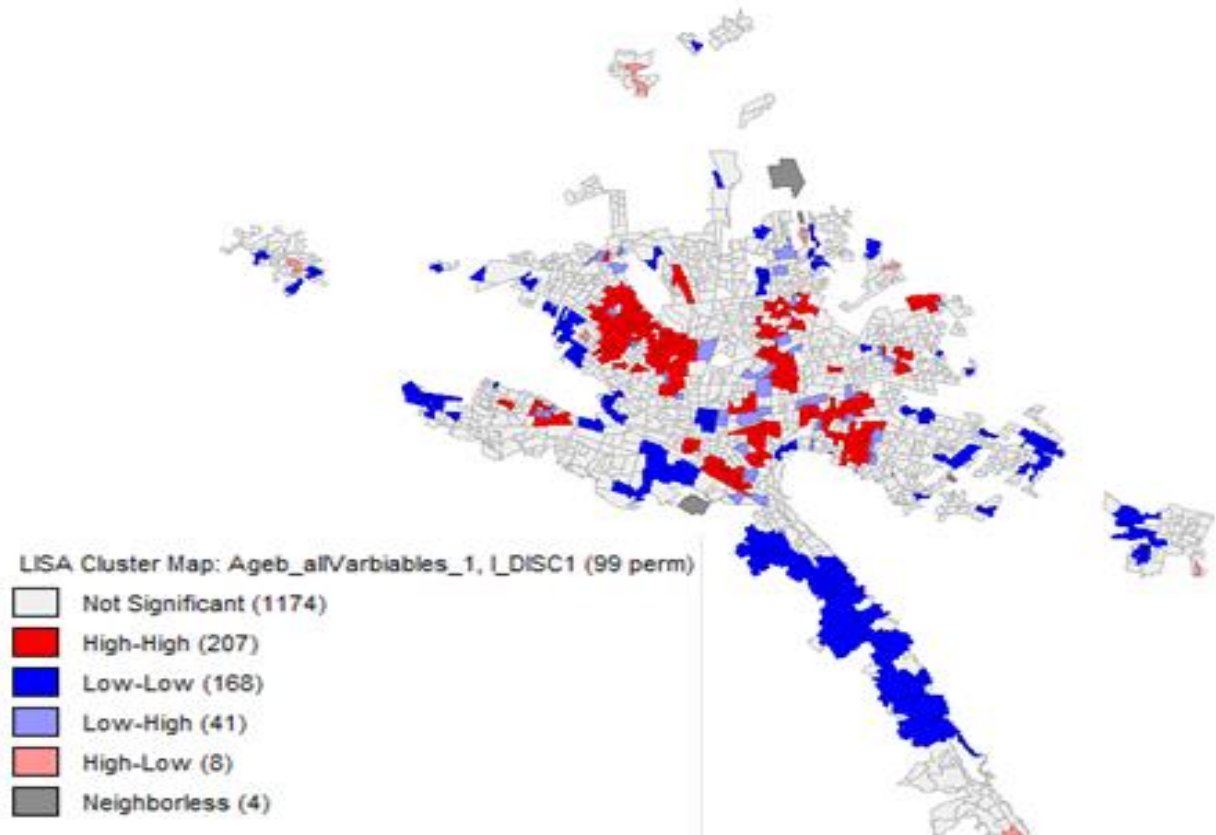 LISA Cluster Map: Ageb_allVarbiables_1, I_DISC1 (99 perm)
Not Significant (1174)
High-High (207)
Low-Low (168)
Low-High (41)
High-Low (8)
Neighborless (4)